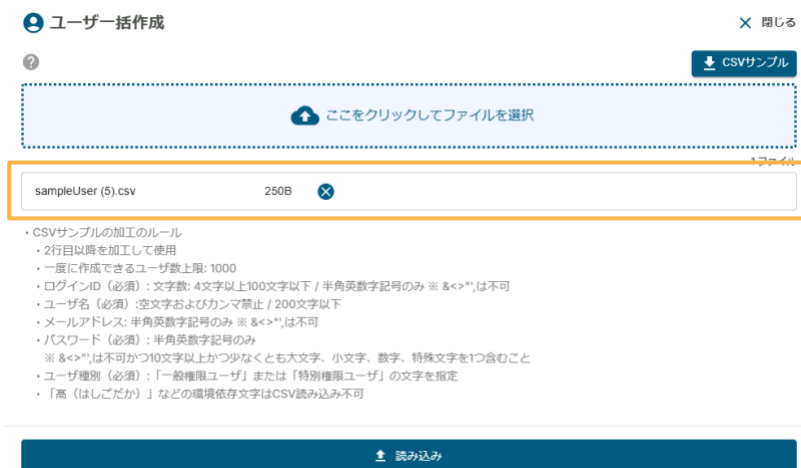 ユーザー括作成
閉じる
CSVサンプル
ここをクリックしてファイルを選択
1ファイル
sampleUser (5).csv 250B
・CSVサンプルの加工のルール
・2行目以降を加工して使用
・一度に作成できるユーザ数上限: 1000
・ログインID（必須）: 文字数: 4文字以上100文字以下 / 半角英数字記号のみ ※ &<>"',は不可
・ユーザ名（必須）:空文字およびカンマ禁止 / 200文字以下
・メールアドレス: 半角英数字記号のみ ※ &<>"',は不可
・パスワード（必須）: 半角英数字記号のみ
※ &<>"',は不可かつ10文字以上かつ少なくとも大文字、小文字、数字、特殊文字を1つ含むこと
・ユーザ種別（必須）:「一般権限ユーザ」または「特別権限ユーザ」の文字を指定
・「髙（はしごだか）」などの環境依存文字はCSV読み込み不可
読み込み